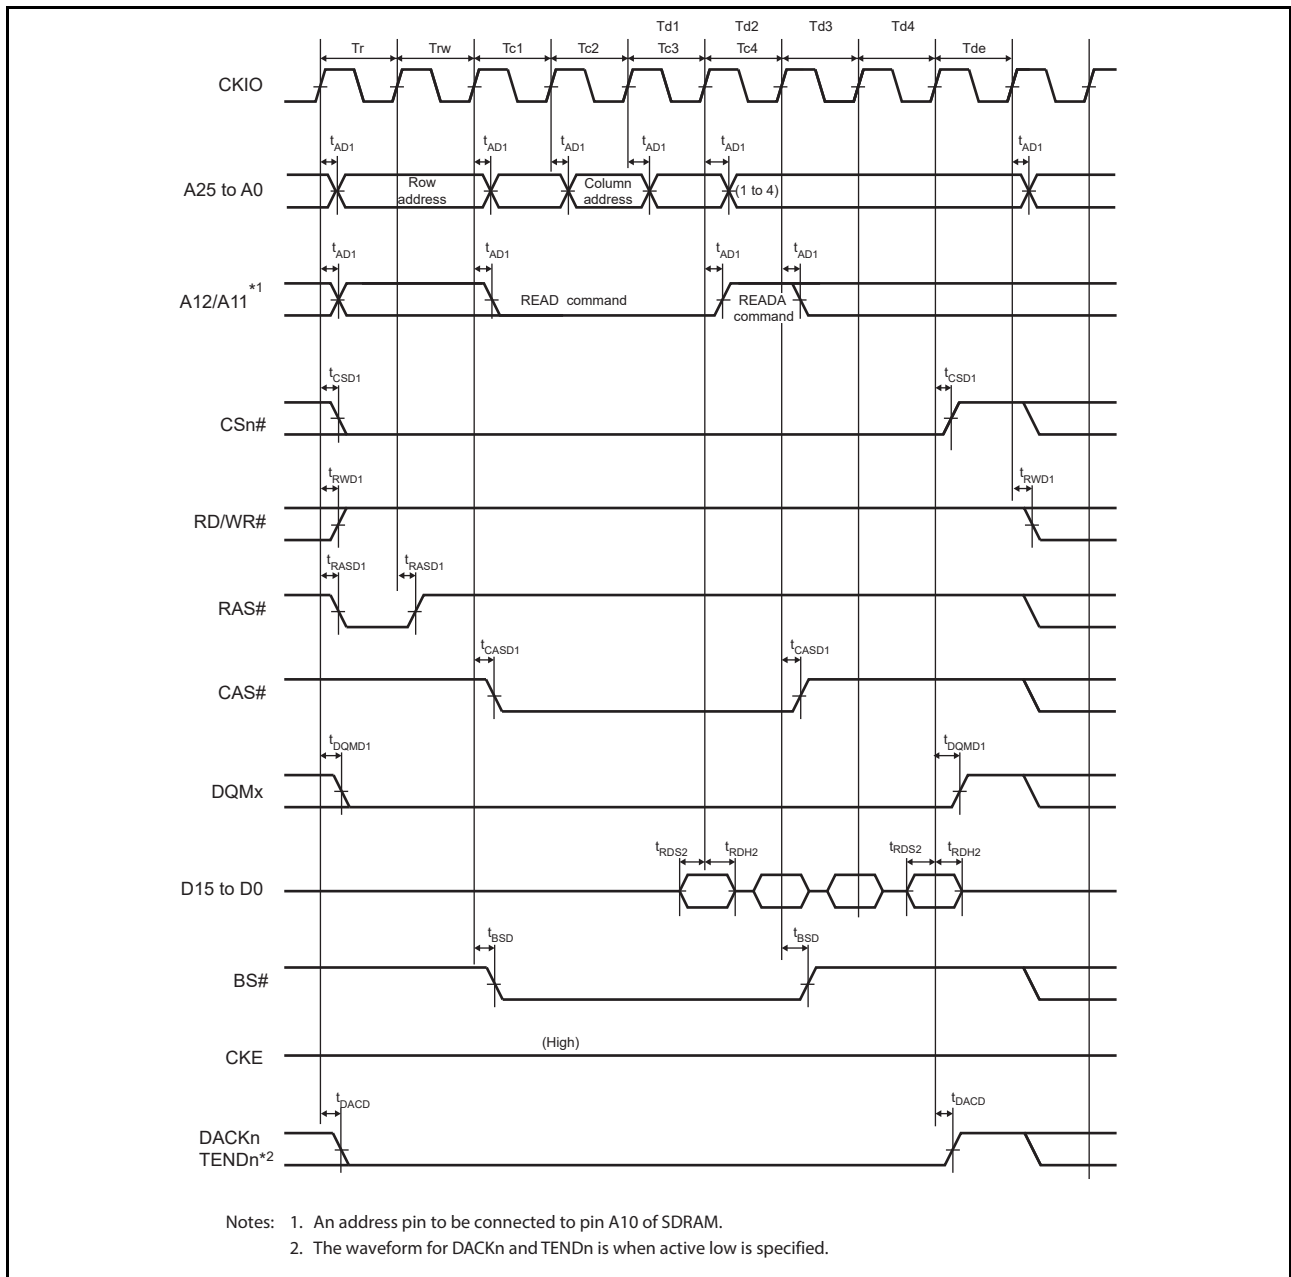 Td1 Td2 Td3 Td4
Tr Trw Tc1 Tc2 Tc3 Tc4 Tde
CKIO
tAD1 tAD1 tAD1 tAD1 tAD1 tAD1
A25 to A0
Row address
Column address
(1 to 4)
tAD1 tAD1 tAD1 tAD1
A12/A11 *1
READ command
READA command
tCSD1 tCSD1
CSn#
tRWD1 tRWD1
RD/WR#
tRASD1 tRASD1
RAS#
tCASD1 tCASD1
CAS#
tDQMD1 tDQMD1
DQMx
tRDS2 tRDH2 tRDS2 tRDH2
D15 to D0
tBSD tBSD
BS#
(High)
CKE
tDACD tDACD
DACKn
TENDn*2
Notes: 1. An address pin to be connected to pin A10 of SDRAM.
2. The waveform for DACKn and TENDn is when active low is specified.